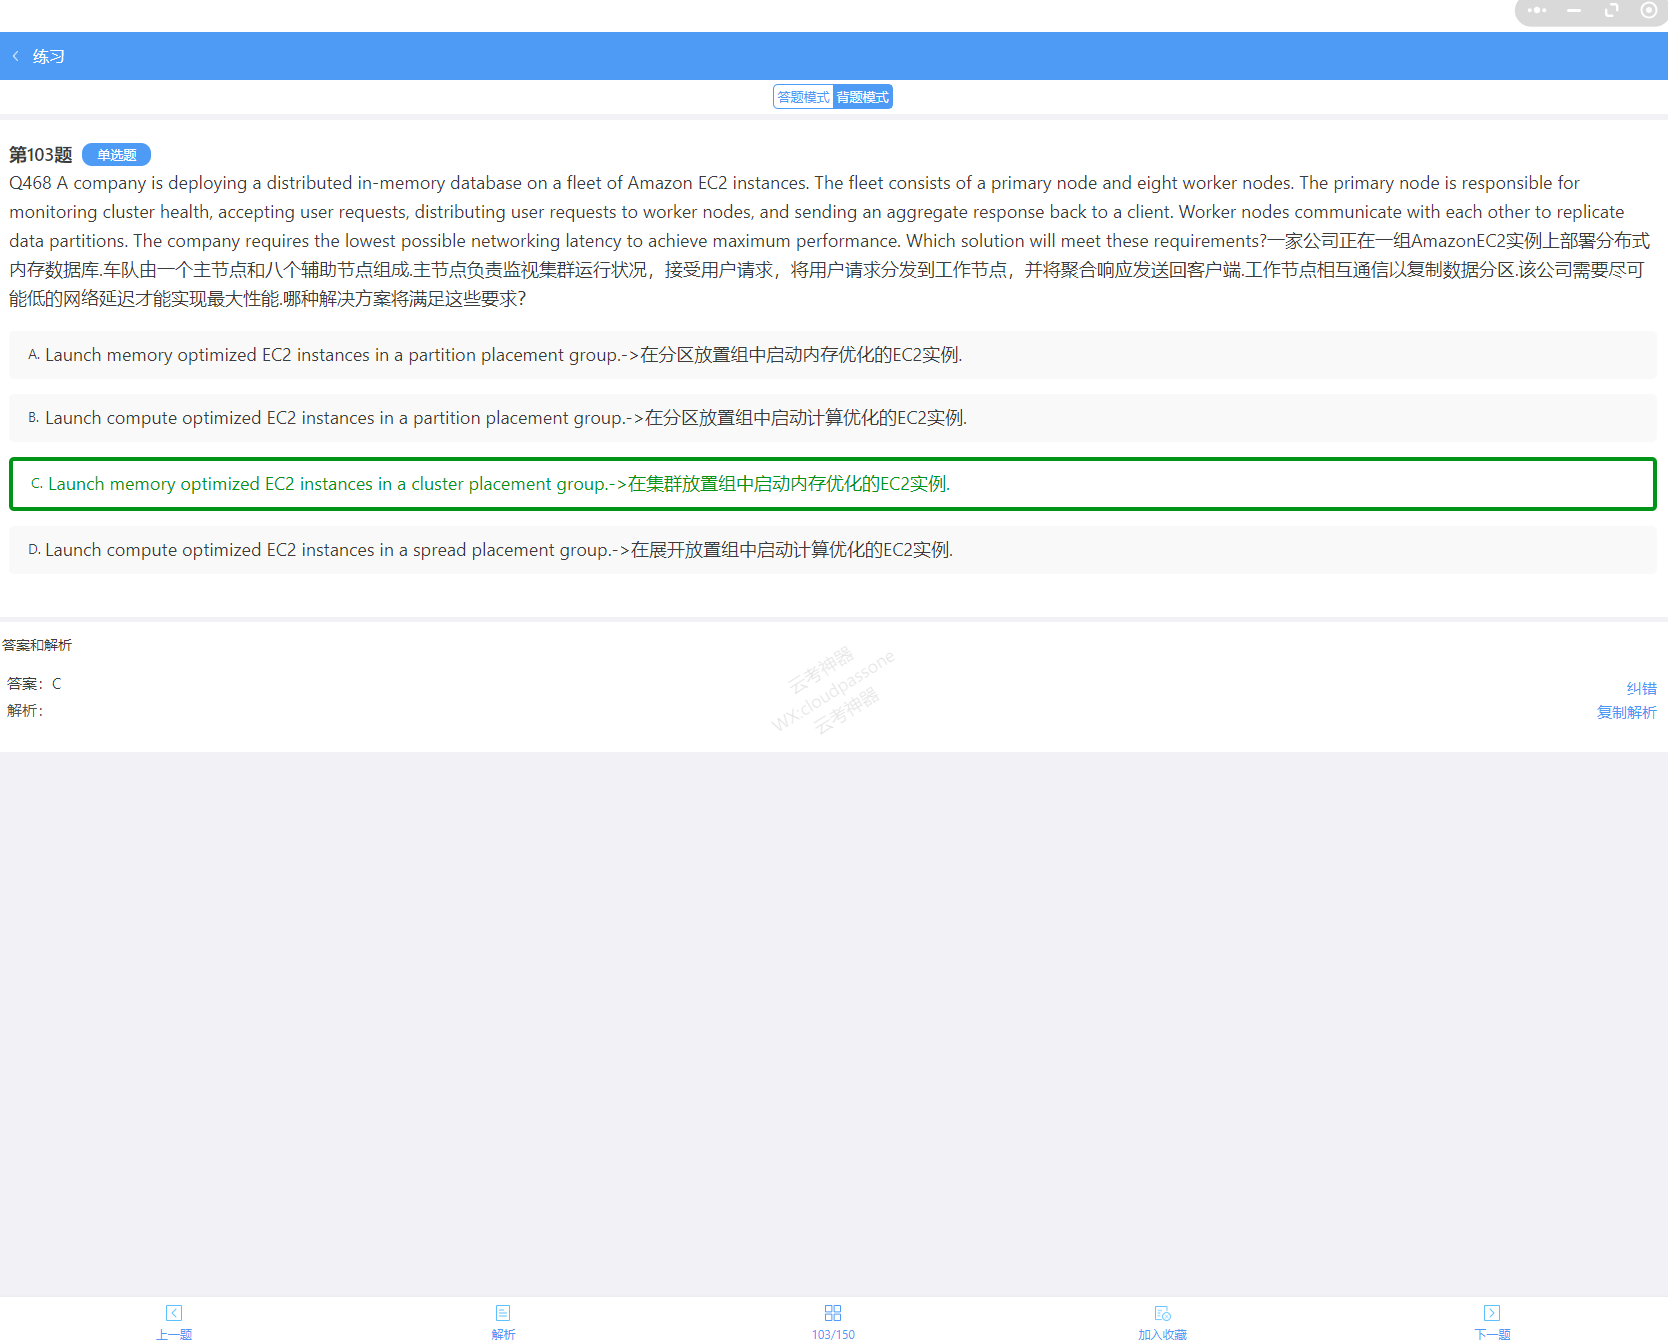 练习
答题模式 背题模式
第103题 单选题
Q468 A company is deploying a distributed in-memory database on a fleet of Amazon EC2 instances. The fleet consists of a primary node and eight worker nodes. The primary node is responsible for
monitoring cluster health, accepting user requests, distributing user requests to worker nodes, and sending an aggregate response back to a client. Worker nodes communicate with each other to replicate
data partitions. The company requires the lowest possible networking latency to achieve maximum performance. Which solution will meet these requirements?一家公司正在一组AmazonEC2实例上部署分布式
内存数据库.车队由一个主节点和八个辅助节点组成.主节点负责监视集群运行状况，接受用户请求，将用户请求分发到工作节点，并将聚合响应发送回客户端.工作节点相互通信以复制数据分区.该公司需要尽可
能低的网络延迟才能实现最大性能.哪种解决方案将满足这些要求？
A. Launch memory optimized EC2 instances in a partition placement group.->在分区放置组中启动内存优化的EC2实例.
B. Launch compute optimized EC2 instances in a partition placement group.->在分区放置组中启动计算优化的EC2实例.
C. Launch memory optimized EC2 instances in a cluster placement group.->在集群放置组中启动内存优化的EC2实例.
D. Launch compute optimized EC2 instances in a spread placement group.->在展开放置组中启动计算优化的EC2实例.
答案和解析
答案：C
解析：
云考神器
WX:cloudpassone
云考神器
纠错
复制解析
上一题 解析 103/150 加入收藏 下一题